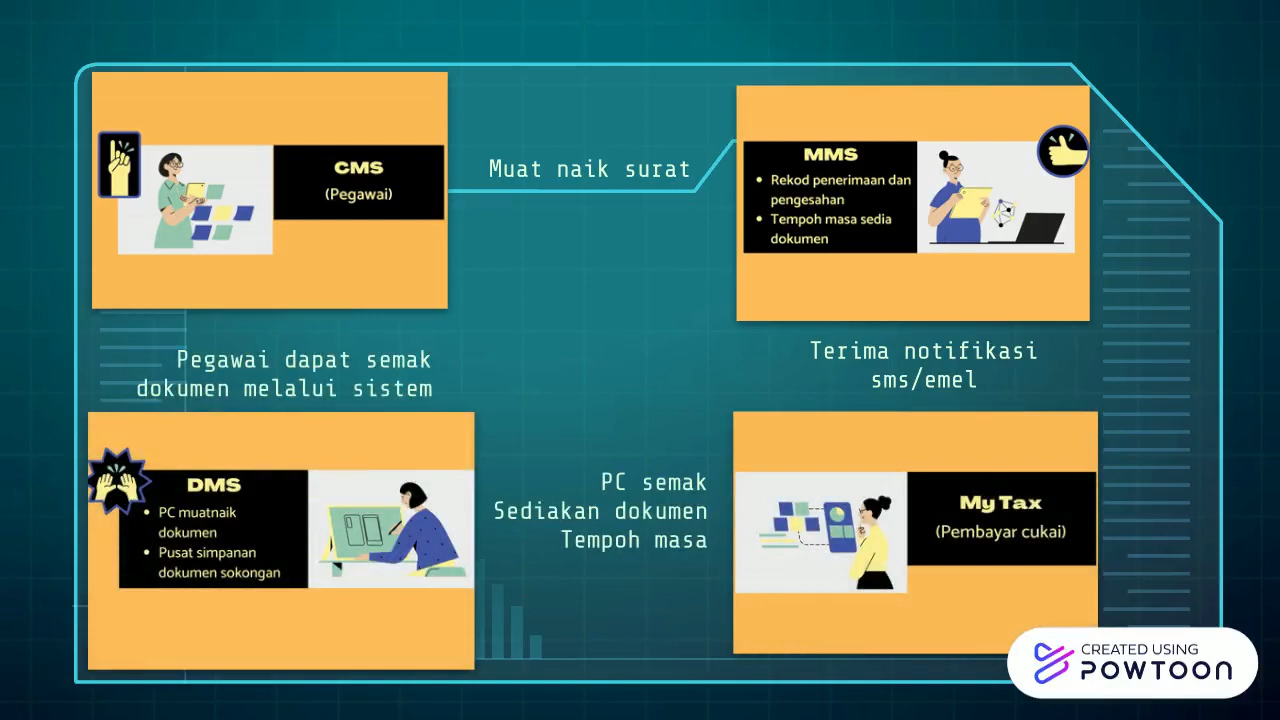 CMS
(Pegawai)
Muat naik surat
MMS
• Rekod penerimaan dan
pengesahan
• Tempoh masa sedia
dokumen
Pegawai dapat semak
dokumen melalui sistem
Terima notifikasi
sms/emel
DMS
• PC muatnaik
dokumen
• Pusat simpanan
dokumen sokongan
PC semak
Sediakan dokumen
Tempoh masa
My Tax
(Pembayar cukai)
CREATED USING
POWTOON